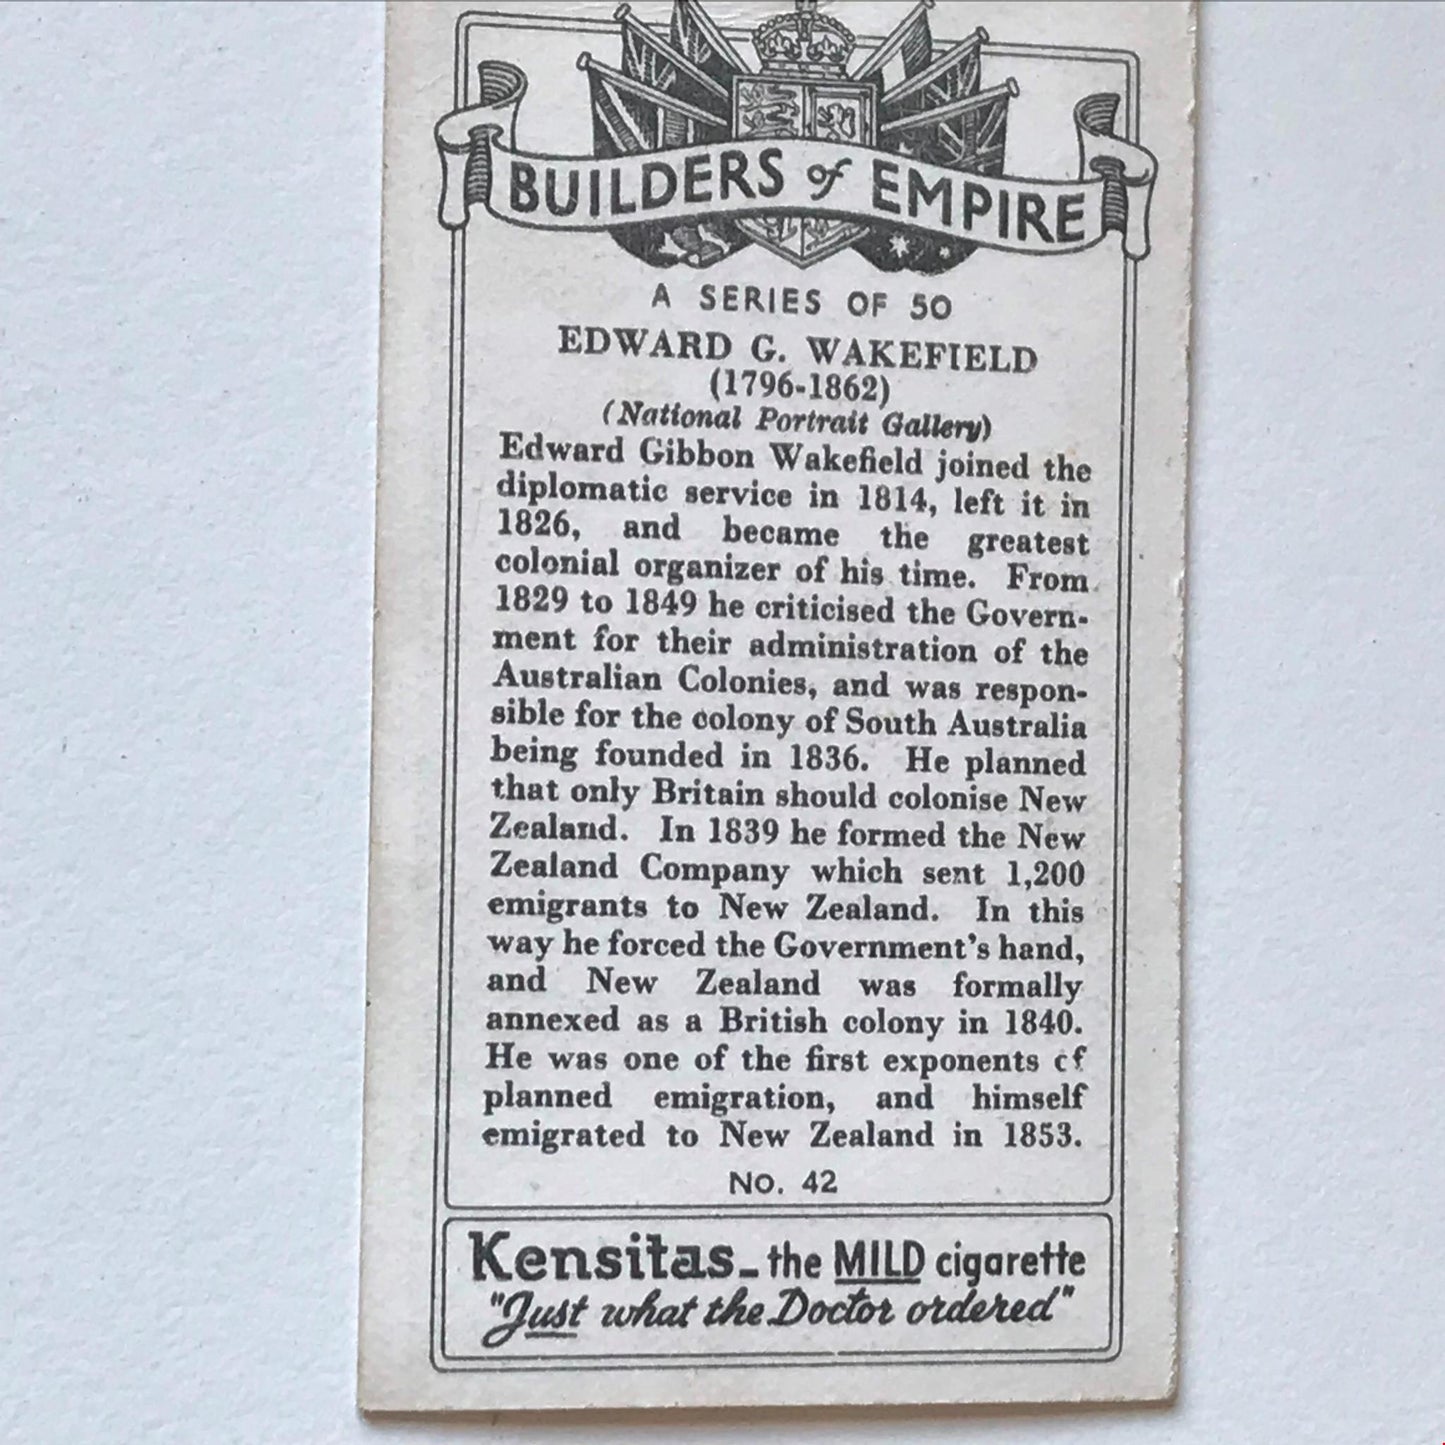 BUILDERS of EMPIRE
A SERIES OF 50
EDWARD G. WAKEFIELD
(1796-1862)
(National Portrait Gallery)
Edward Gibbon Wakefield joined the
diplomatic service in 1814, left it in
1826, and became the greatest
colonial organizer of his time. From
1829 to 1849 he criticised the Govern-
ment for their administration of the
Australian Colonies, and was respon-
sible for the colony of South Australia
being founded in 1836. He planned
that only Britain should colonise New
Zealand. In 1839 he formed the New
Zealand Company which sent 1,200
emigrants to New Zealand. In this
way he forced the Government's hand,
and New Zealand was formally
annexed as a British colony in 1840.
He was one of the first exponents of
planned emigration, and himself
emigrated to New Zealand in 1853.
No. 42
Kensitas - the MILD cigarette
"Just what the Doctor ordered"